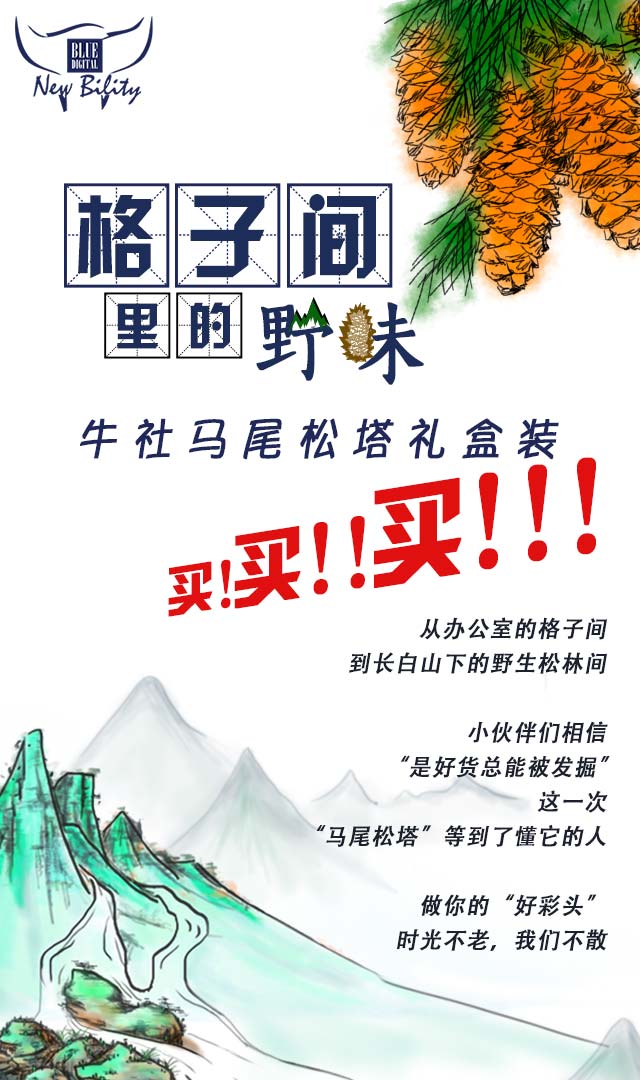 BLUE
DIGITAL
New Bility
格子间
里的野味
牛社马尾松塔礼盒装
买!买!!买!!!
从办公室的格子间
到长白山下的野生松林间
小伙伴们相信
“是好货总能被发掘”
这一次
“马尾松塔”等到了懂它的人
做你的“好彩头”
时光不老，我们不散